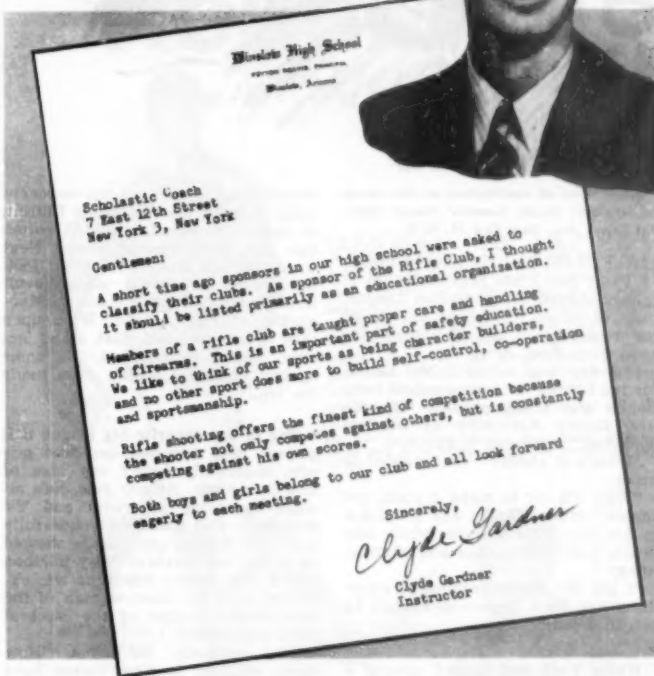 Winslow High School
Winslow, Arizona
Scholastic Coach
7 East 12th Street
New York 3, New York
Gentlemen:
A short time ago sponsors in our high school were asked to
classify their clubs. As sponsor of the Rifle Club, I thought
it should be listed primarily as an educational organization.
Members of a rifle club are taught proper care and handling
of firearms. This is an important part of safety education.
We like to think of our sports as being character builders,
and no other sport does more to build self-control, co-operation
and sportsmanship.
Rifle shooting offers the finest kind of competition because
the shooter not only competes against others, but is constantly
competing against his own scores.
Both boys and girls belong to our club and all look forward
eagerly to each meeting.
Sincerely,
Clyde Gardner
Clyde Gardner
Instructor